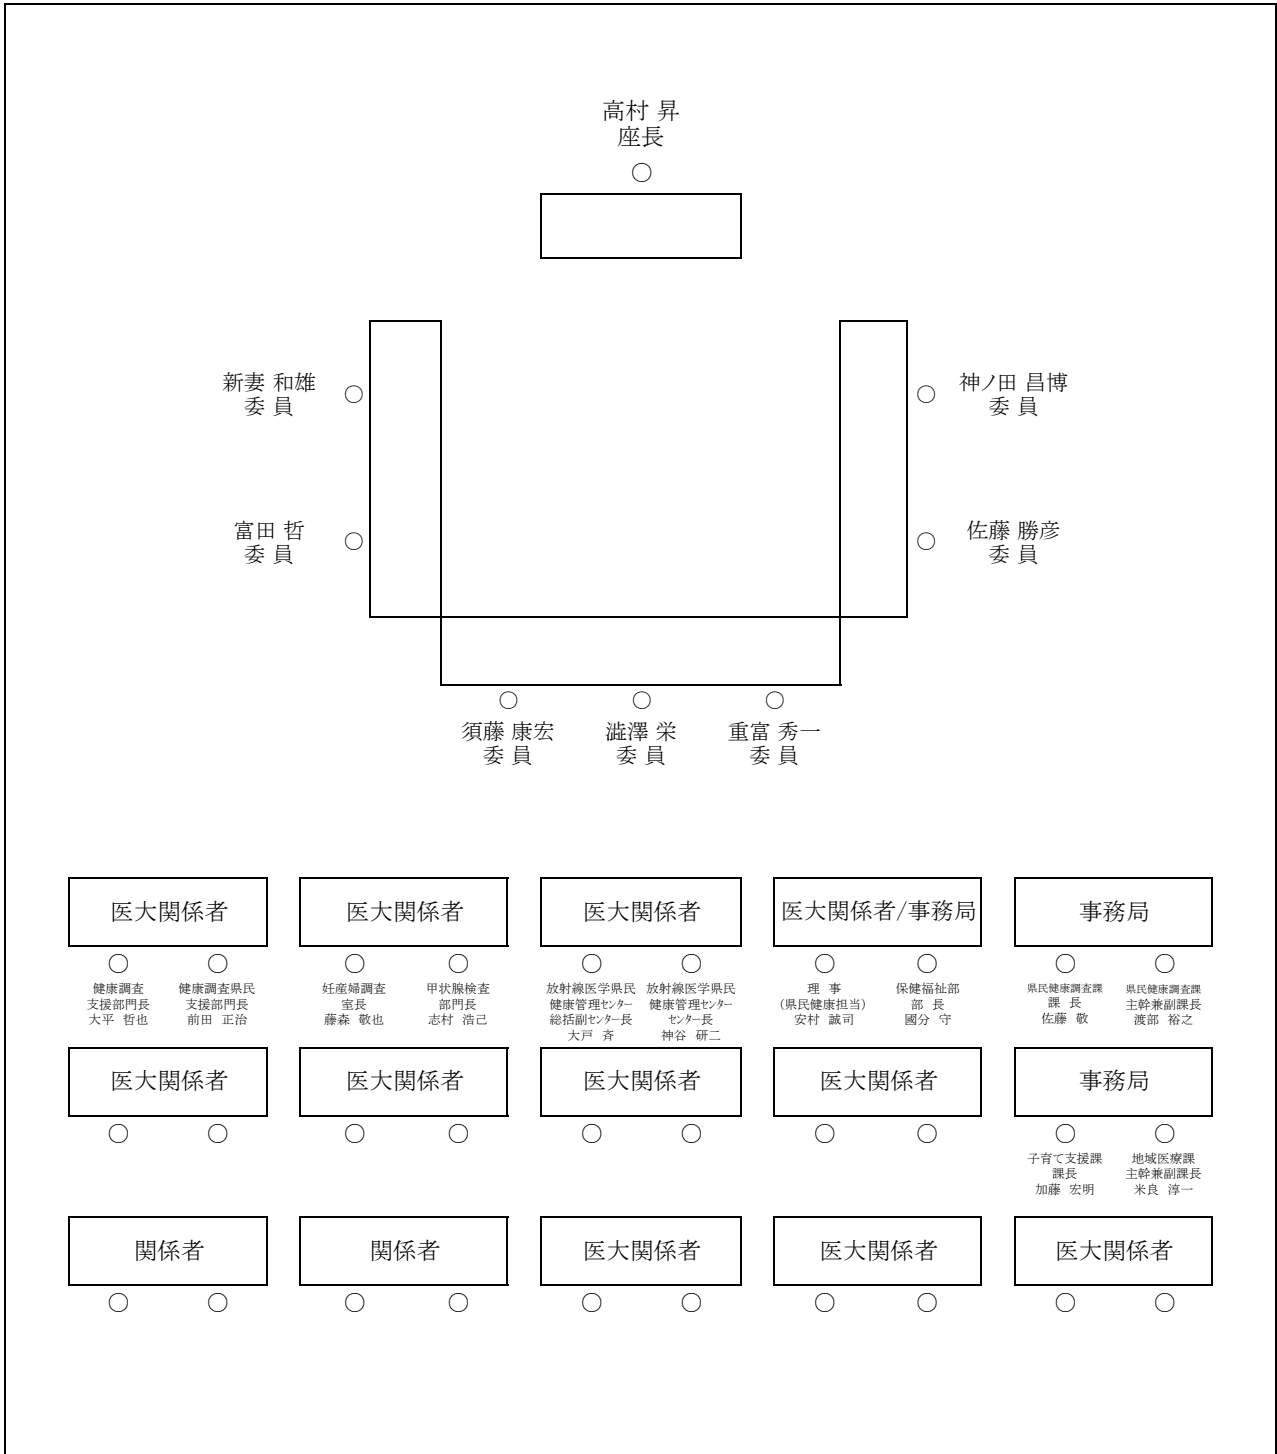 高村 昇
座長
新妻 和雄
委 員
神ノ田 昌博
委 員
富田 哲
委 員
佐藤 勝彦
委 員
須藤 康宏
委 員
澁澤 栄
委 員
重富 秀一
委 員
医大関係者
医大関係者
医大関係者
医大関係者/事務局
事務局
健康調査
支援部門長
大平 哲也
健康調査県民
支援部門長
前田 正治
妊産婦調査
室長
藤森 敬也
甲状腺検査
部門長
志村 浩己
放射線医学県民
健康管理センター
総括副センター長
大戸 斉
放射線医学県民
健康管理センター
センター長
神谷 研二
理 事
(県民健康担当)
安村 誠司
保健福祉部
部 長
國分 守
県民健康調査課
課 長
佐藤 敬
県民健康調査課
主幹兼副課長
渡部 裕之
医大関係者
医大関係者
医大関係者
医大関係者
事務局
子育て支援課
課長
加藤 宏明
地域医療課
主幹兼副課長
米良 淳一
関係者
関係者
医大関係者
医大関係者
医大関係者